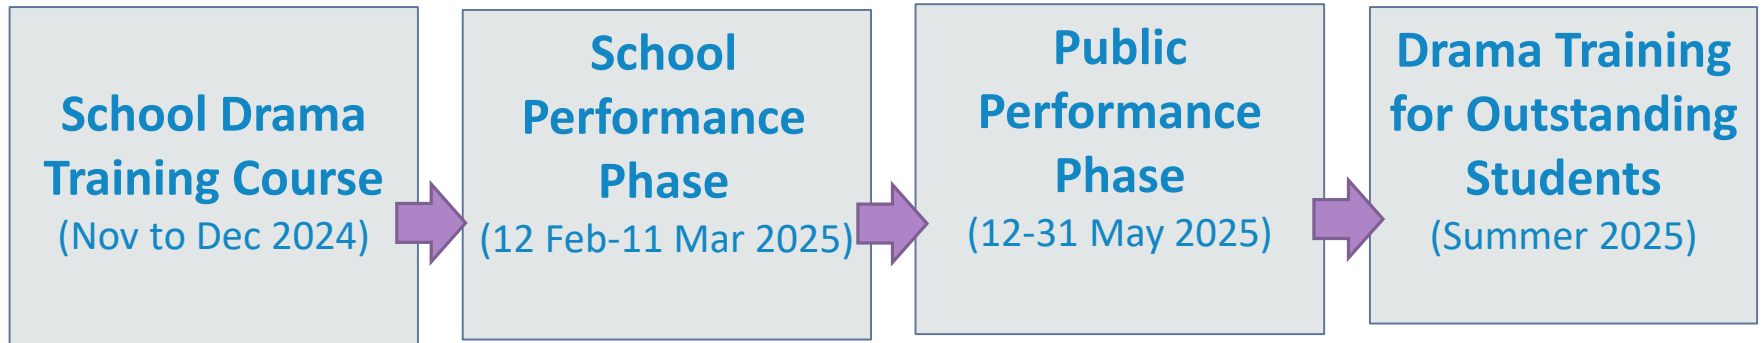 School Drama
Training Course
(Nov to Dec 2024)
School
Performance
Phase
(12 Feb-11 Mar 2025)
Public
Performance
Phase
(12-31 May 2025)
Drama Training
for Outstanding
Students
(Summer 2025)